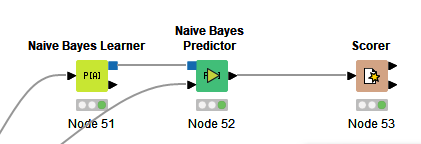 Naive Bayes Learner
Naive Bayes
Predictor
Scorer
P[A]
Node 51
Node 52
Node 53